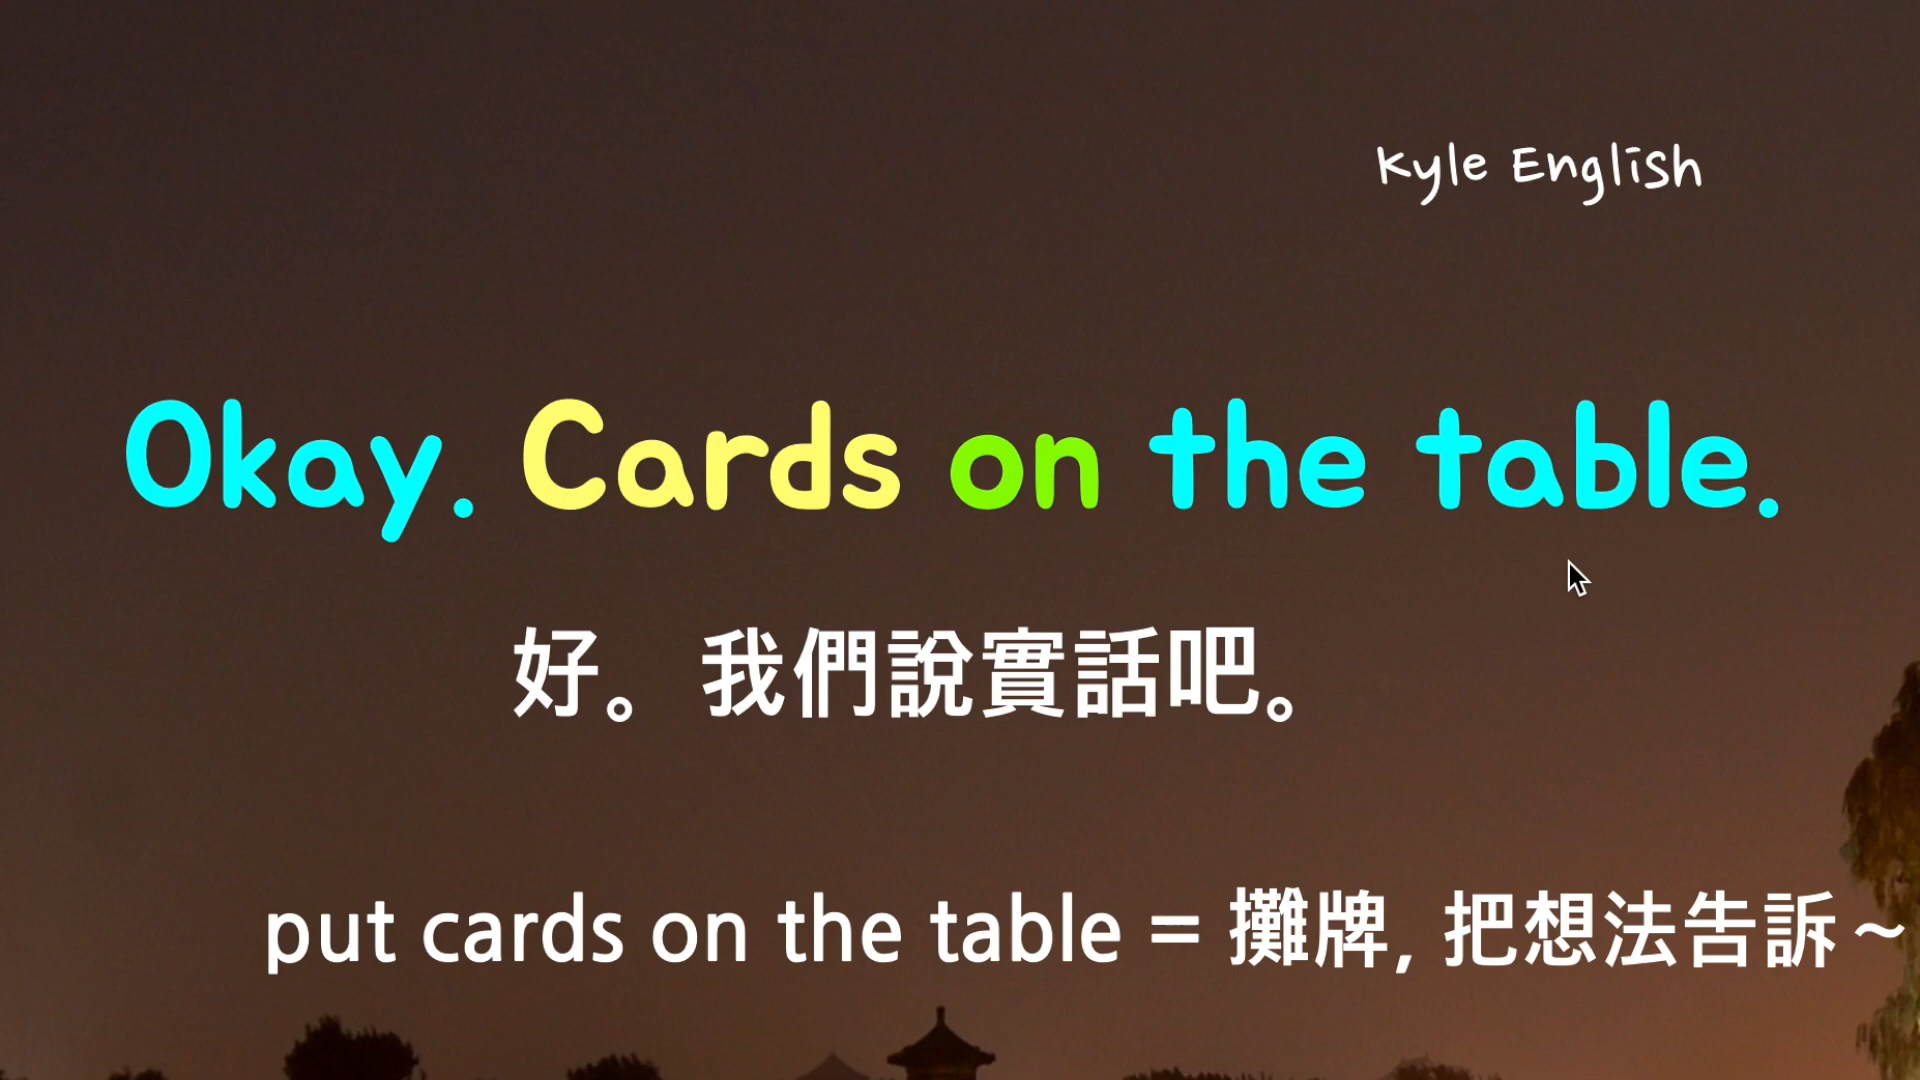 Kyle English
Okay. Cards on the table.
好。我們說實話吧。
put cards on the table = 攤牌, 把想法告訴~